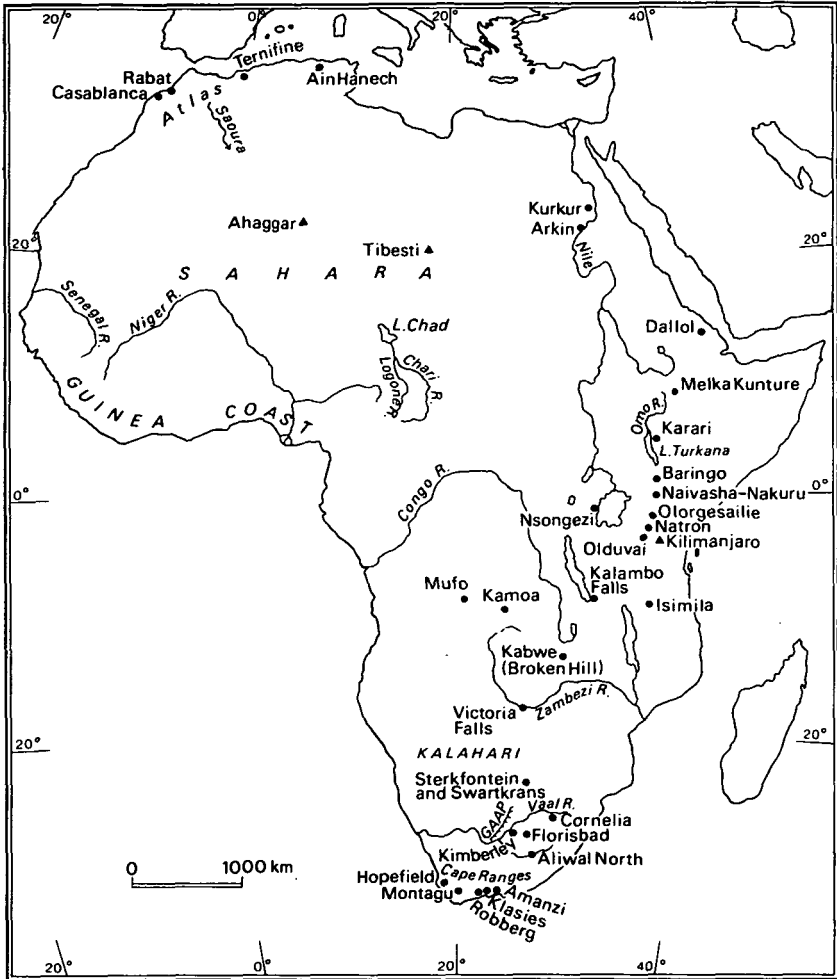 20°
0°
20°
40°
Ternifine
Rabat
Casablanca
Ain Hanech
Atlas
Saoura
Kurkur
Arkin
Nile
Ahaggar
Tibesti
20°
20°
SAHARA
Senegal R.
Niger R.
L.Chad
Logone R.
Chari R.
Dallol
GUINEA COAST
Melka Kunture
Omo R.
Karari
L.Turkana
Baringo
0°
0°
Naivasha-Nakuru
Congo R.
Nsongezi
Olorgesailie
Natron
Olduvai
Kilimanjaro
Mufo
Kamoa
Kalambo
Falls
Isimila
Kabwe
(Broken Hill)
Victoria
Falls
Zambezi R.
20°
20°
KALAHARI
Sterkfontein
and Swartkrans
GAAP
Vaal R.
Cornelia
Florisbad
Kimberley
Aliwal North
0
1000 km
Hopefield
Cape Ranges
Montagu
Amanzi
Klasies
Robberg
20°
0°
20°
40°